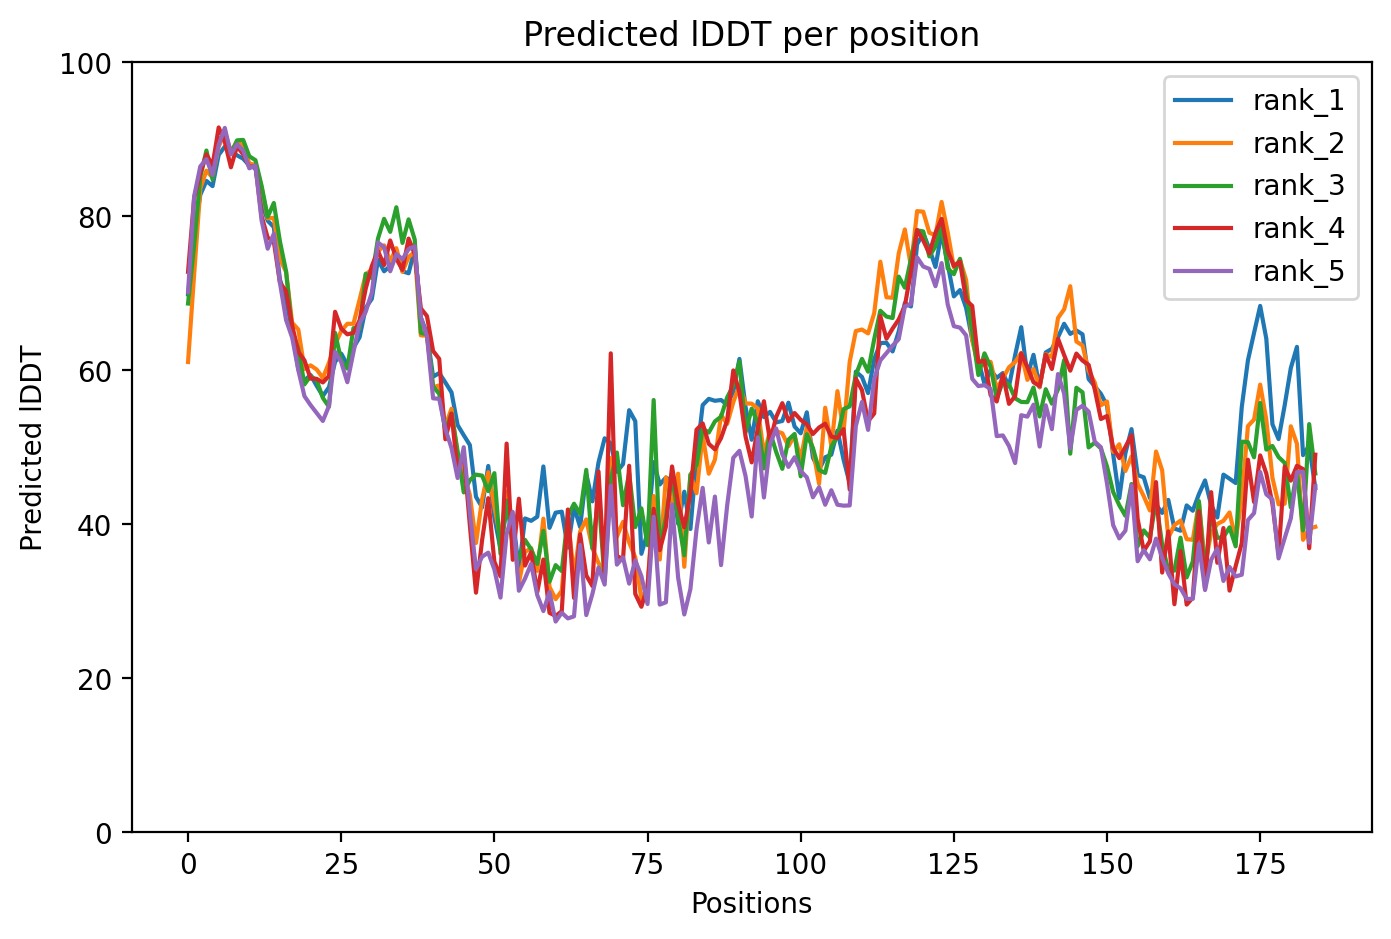 Predicted lDDT per position
100
80
60
40
20
0
Predicted lDDT
0 25 50 75 100 125 150 175
Positions
rank_1
rank_2
rank_3
rank_4
rank_5